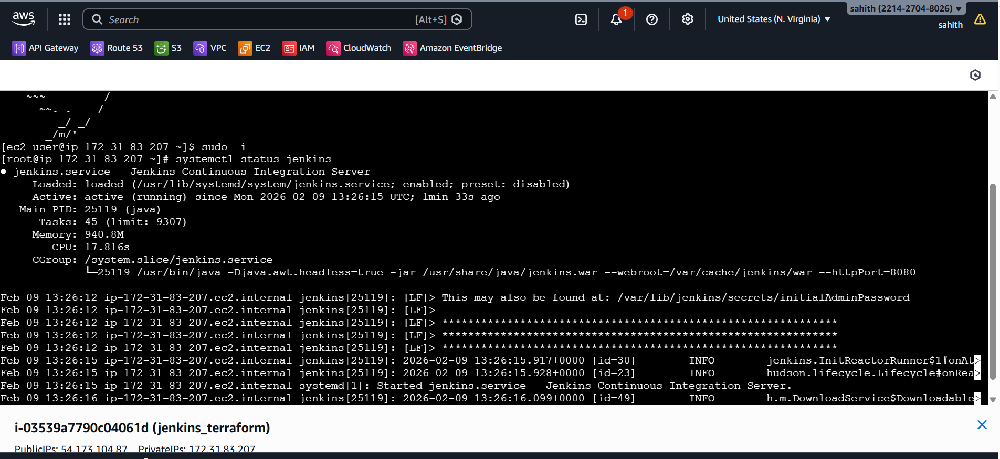 sahith (2214-2704-8026)
aws
Search [Alt+S]
1
United States (N. Virginia)
sahith
API Gateway Route 53 S3 VPC EC2 IAM CloudWatch Amazon EventBridge
~~~         /
~~._.   _/
_/ _/
_/m/'
[ec2-user@ip-172-31-83-207 ~]$ sudo -i
[root@ip-172-31-83-207 ~]# systemctl status jenkins
● jenkins.service - Jenkins Continuous Integration Server
Loaded: loaded (/usr/lib/systemd/system/jenkins.service; enabled; preset: disabled)
Active: active (running) since Mon 2026-02-09 13:26:15 UTC; 1min 33s ago
Main PID: 25119 (java)
Tasks: 45 (limit: 9307)
Memory: 940.8M
CPU: 17.816s
CGroup: /system.slice/jenkins.service
└─25119 /usr/bin/java -Djava.awt.headless=true -jar /usr/share/java/jenkins.war --webroot=/var/cache/jenkins/war --httpPort=8080
Feb 09 13:26:12 ip-172-31-83-207.ec2.internal jenkins[25119]: [LF]> This may also be found at: /var/lib/jenkins/secrets/initialAdminPassword
Feb 09 13:26:12 ip-172-31-83-207.ec2.internal jenkins[25119]: [LF]>
Feb 09 13:26:12 ip-172-31-83-207.ec2.internal jenkins[25119]: [LF]> *************************************************************
Feb 09 13:26:12 ip-172-31-83-207.ec2.internal jenkins[25119]: [LF]> *************************************************************
Feb 09 13:26:12 ip-172-31-83-207.ec2.internal jenkins[25119]: [LF]> *************************************************************
Feb 09 13:26:15 ip-172-31-83-207.ec2.internal jenkins[25119]: 2026-02-09 13:26:15.917+0000 [id=30]        INFO        jenkins.InitReactorRunner$1#onAt>
Feb 09 13:26:15 ip-172-31-83-207.ec2.internal jenkins[25119]: 2026-02-09 13:26:15.928+0000 [id=23]        INFO        hudson.lifecycle.Lifecycle#onRea>
Feb 09 13:26:15 ip-172-31-83-207.ec2.internal systemd[1]: Started jenkins.service - Jenkins Continuous Integration Server.
Feb 09 13:26:16 ip-172-31-83-207.ec2.internal jenkins[25119]: 2026-02-09 13:26:16.099+0000 [id=49]        INFO        h.m.DownloadService$Downloadable>
i-03539a7790c04061d (jenkins_terraform)
PublicIPs: 54.173.104.87 PrivateIPs: 172.31.83.207